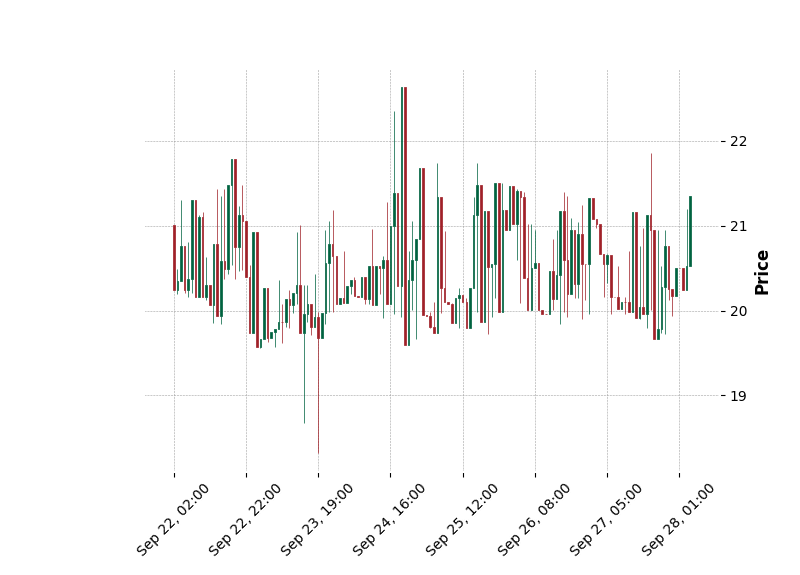 22
21
20
19
Price
Sep 22, 02:00
Sep 22, 22:00
Sep 23, 19:00
Sep 24, 16:00
Sep 25, 12:00
Sep 26, 08:00
Sep 27, 05:00
Sep 28, 01:00